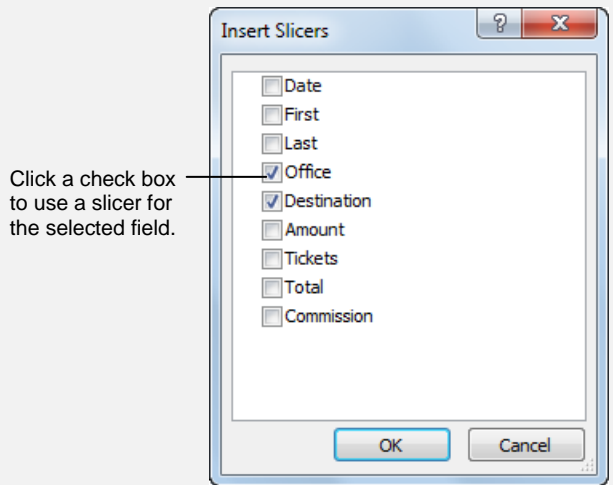 Insert Slicers
Date
First
Last
Office
Destination
Amount
Tickets
Total
Commission
OK Cancel
Click a check box
to use a slicer for
the selected field.